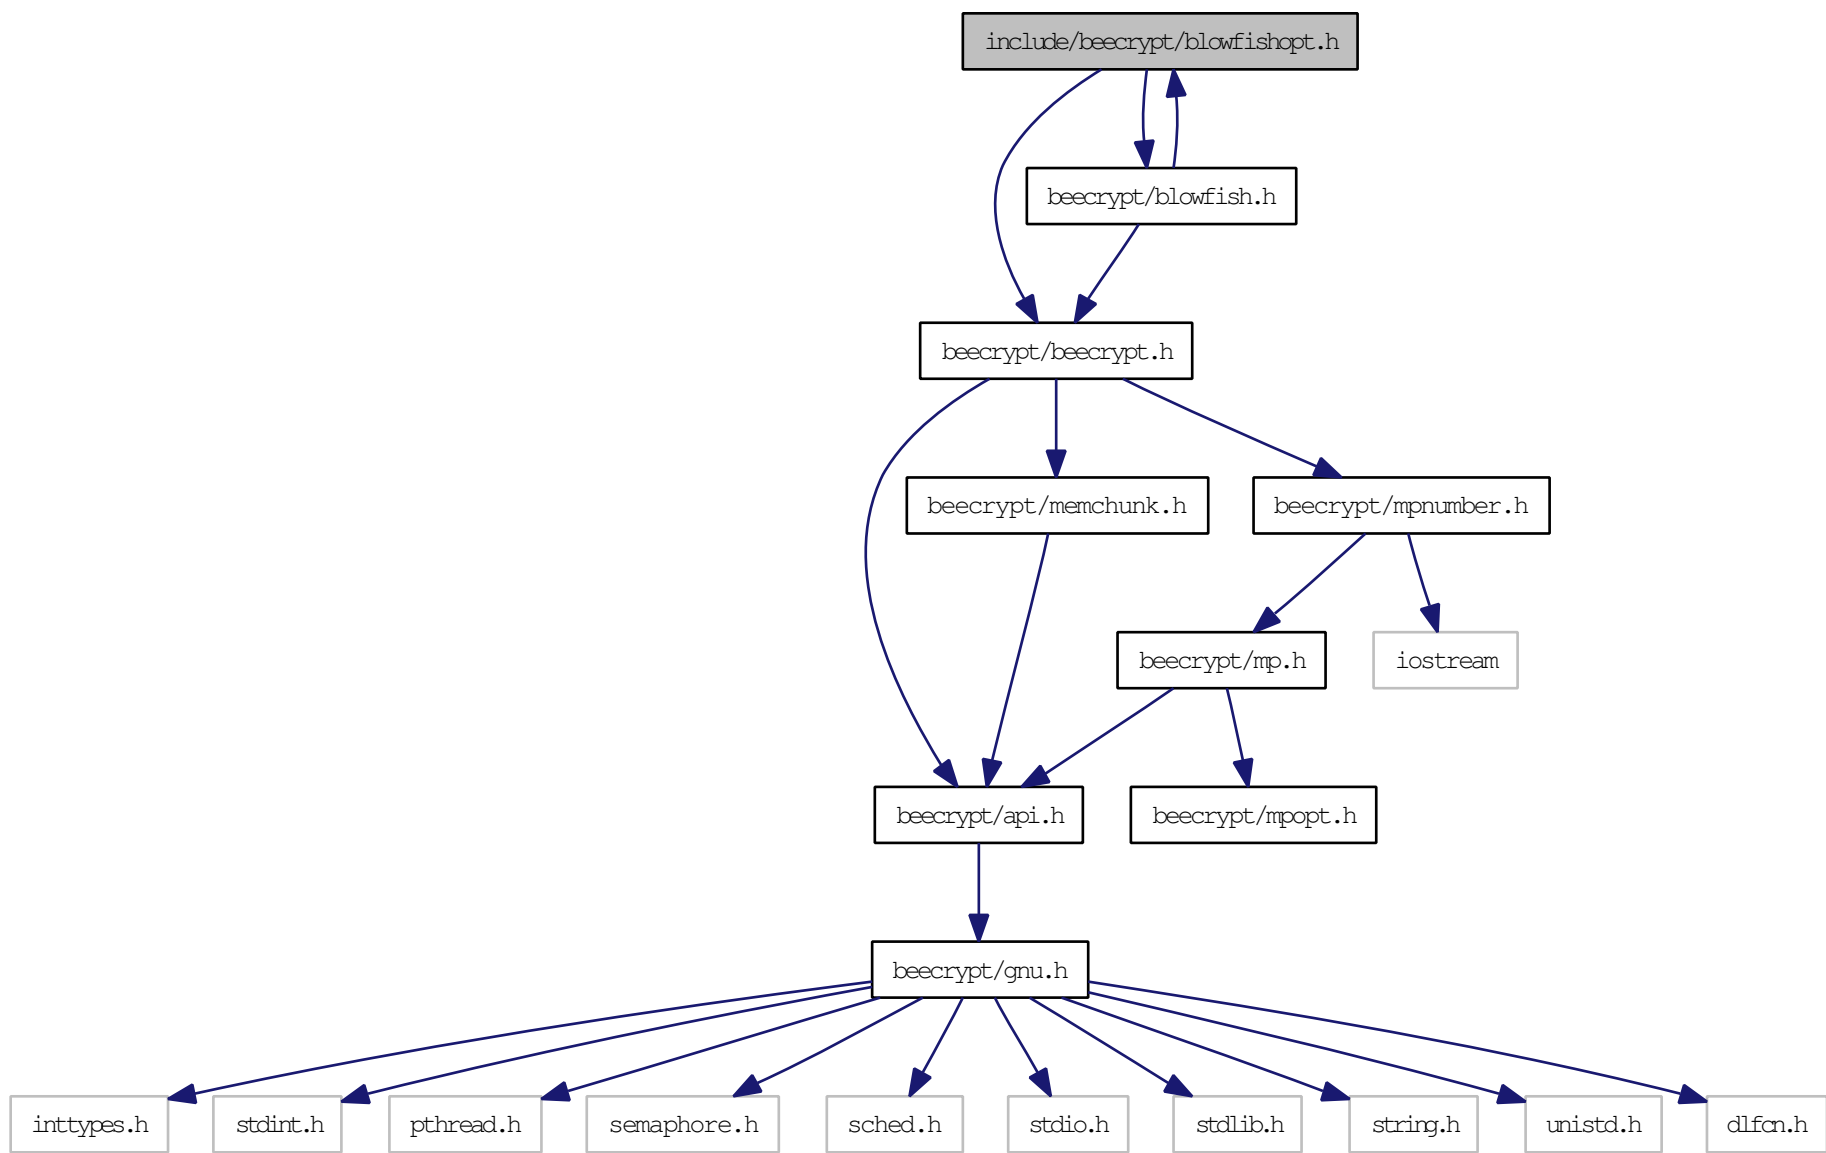 include/beecrypt/blowfishopt.h
beecrypt/blowfish.h
beecrypt/beecrypt.h
beecrypt/memchunk.h
beecrypt/mpnumber.h
beecrypt/mp.h
iostream
beecrypt/api.h
beecrypt/mpopt.h
beecrypt/gnu.h
inttypes.h
stdint.h
pthread.h
semaphore.h
sched.h
stdio.h
stdlib.h
string.h
unistd.h
dlfcn.h